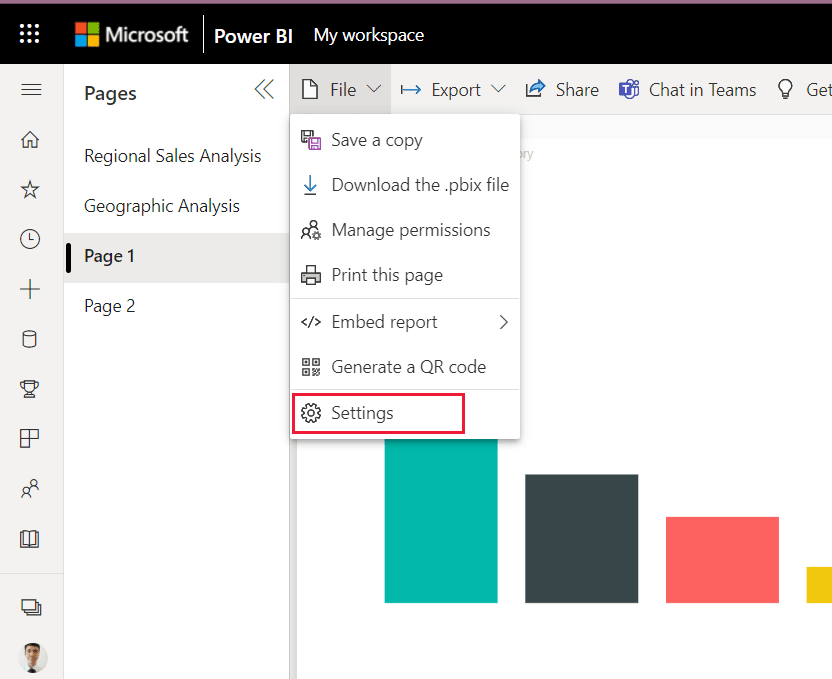 Microsoft Power BI My workspace
Pages
File Export Share Chat in Teams Get
Regional Sales Analysis
Geographic Analysis
Page 1
Page 2
Save a copy
Download the .pbix file
Manage permissions
Print this page
Embed report
Generate a QR code
Settings